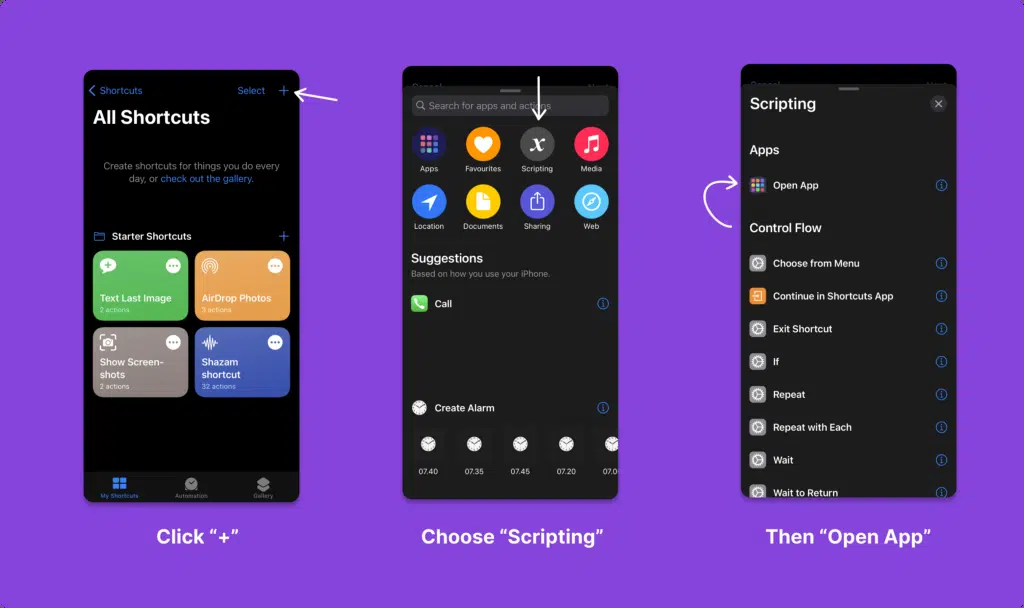 Shortcuts
Select
All Shortcuts
Create shortcuts for things you do every
day, or check out the gallery.
Starter Shortcuts
Text Last Image
2 actions
AirDrop Photos
3 actions
Show Screen-
shots
2 actions
Shazam
shortcut
32 actions
My Shortcuts
Automation
Gallery
Click “+”
Search for apps and actions
Apps
Favourites
Scripting
Media
Location
Documents
Sharing
Web
Suggestions
Based on how you use your iPhone.
Call
Create Alarm
07.40
07.35
07.45
07.20
07.0
Choose “Scripting”
Scripting
Apps
Open App
Control Flow
Choose from Menu
Continue in Shortcuts App
Exit Shortcut
If
Repeat
Repeat with Each
Wait
Wait to Return
Then “Open App”